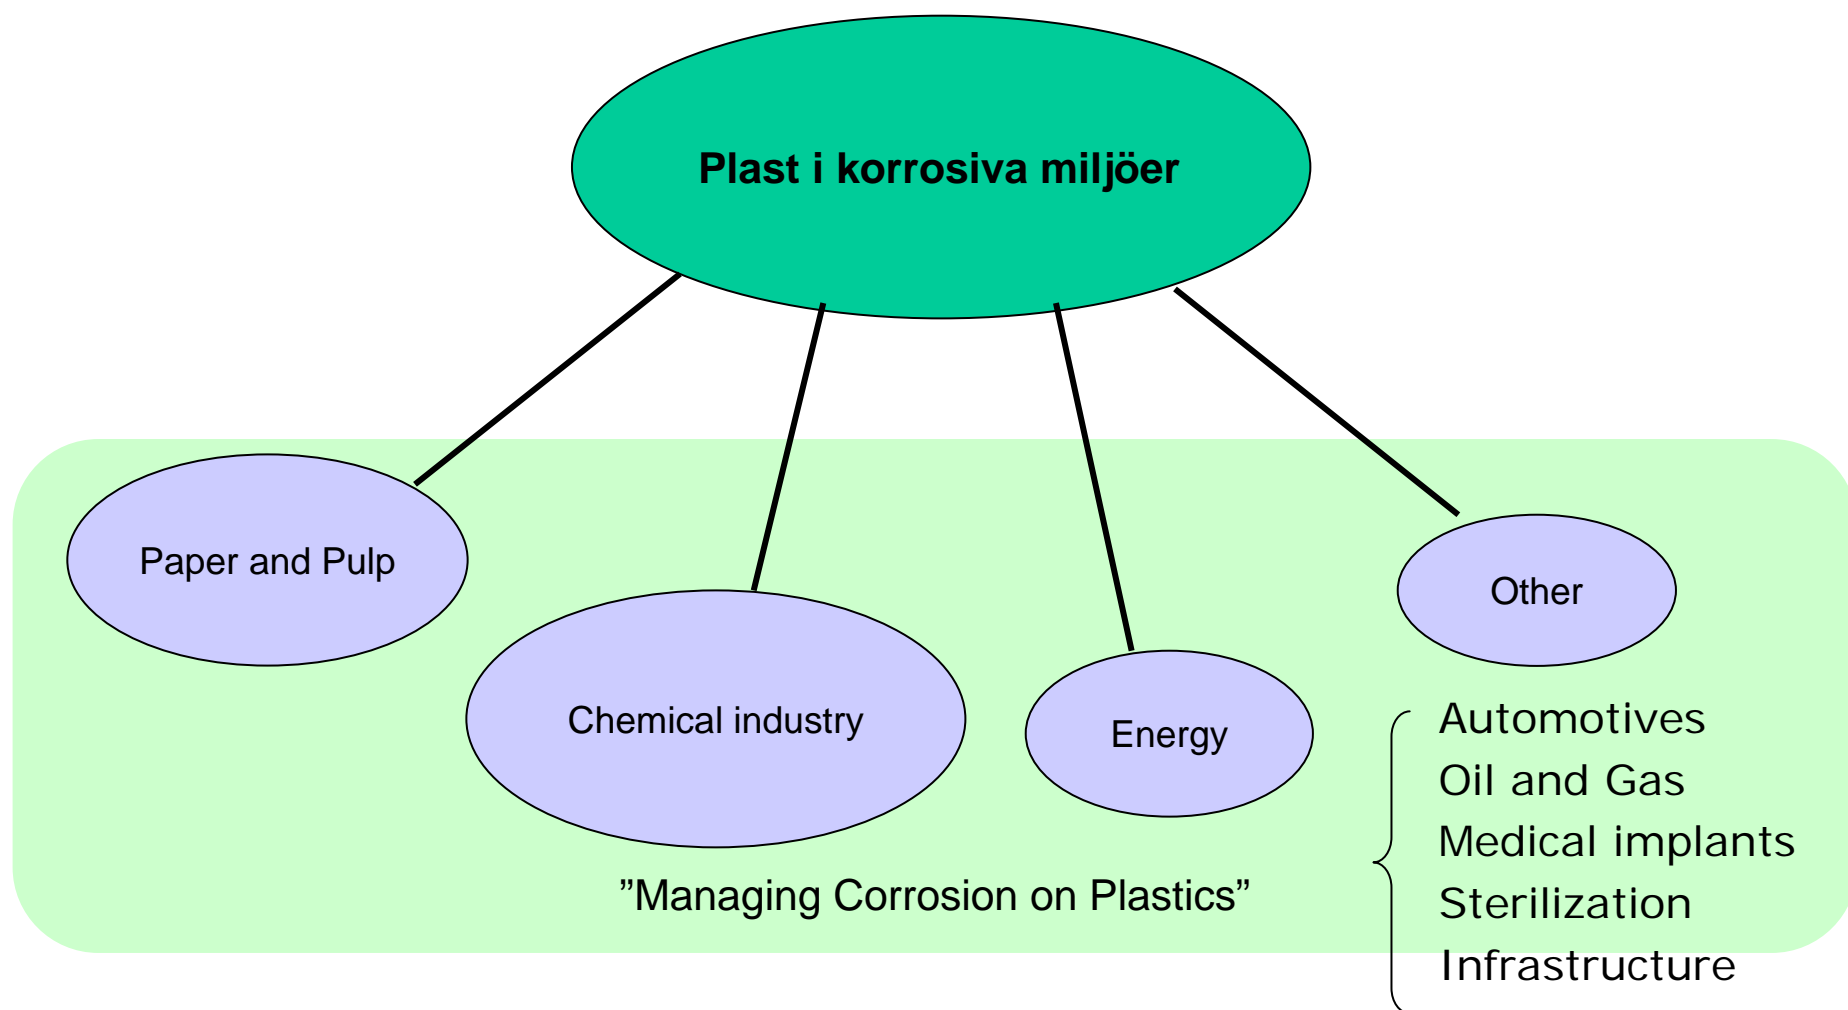 Plast i korrosiva miljöer
Paper and Pulp
Chemical industry
Energy
Other
Automotives
Oil and Gas
Medical implants
Sterilization
Infrastructure
”Managing Corrosion on Plastics”